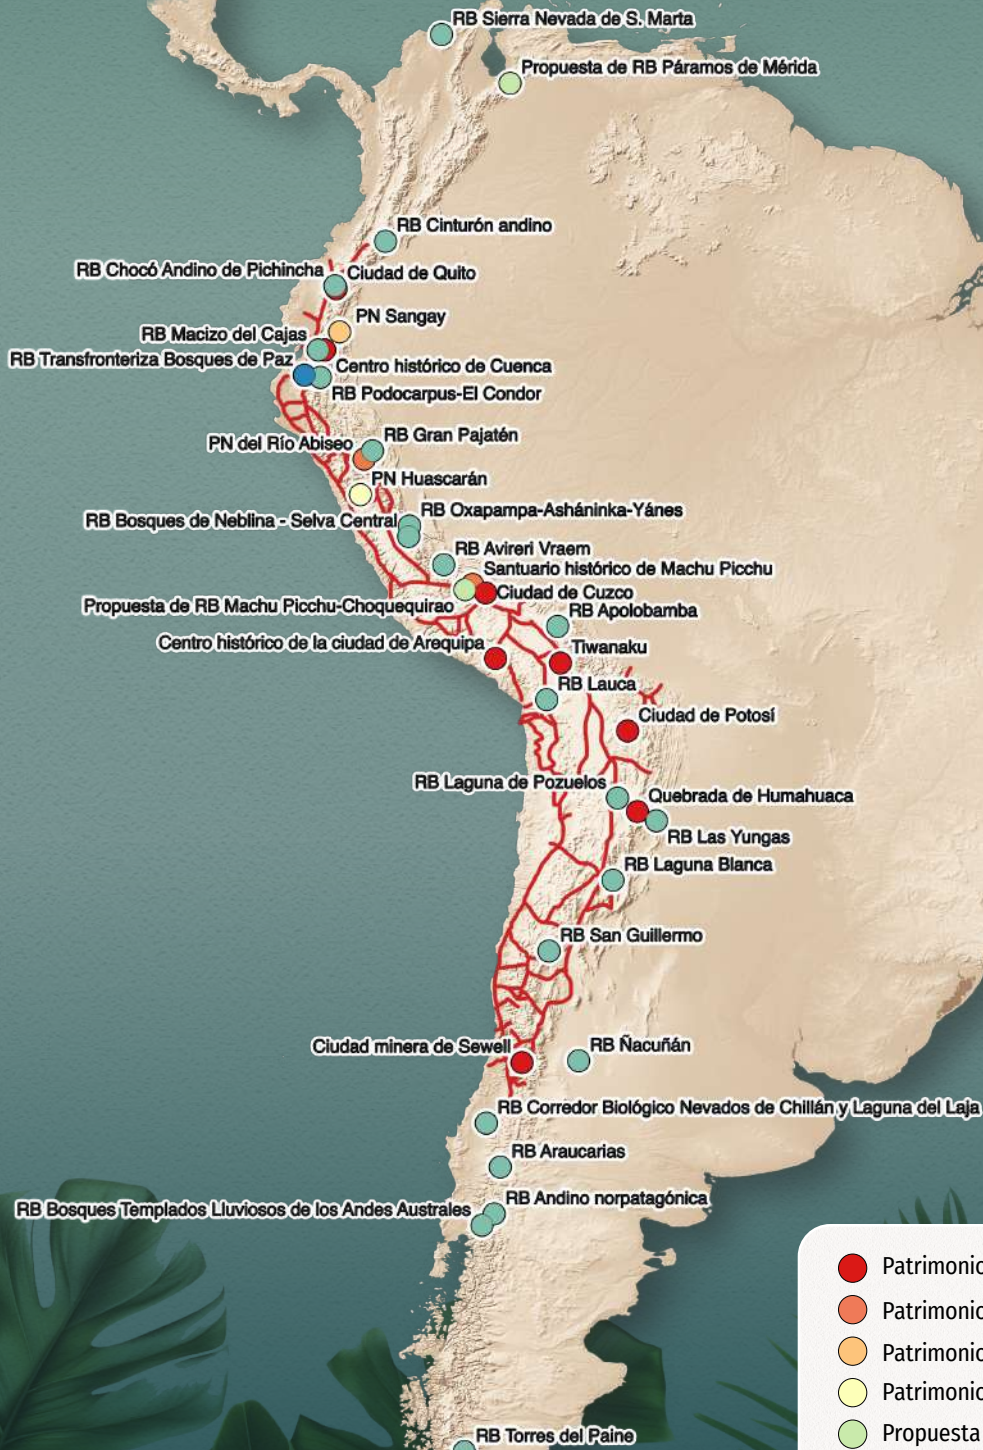 RB Sierra Nevada de S. Marta
Propuesta de RB Páramos de Mérida
RB Cinturón andino
RB Chocó Andino de Pichincha
Ciudad de Quito
PN Sangay
RB Macizo del Cajas
RB Transfronteriza Bosques de Paz
Centro histórico de Cuenca
RB Podocarpus-El Condor
RB Gran Pajatén
PN del Río Abiseo
PN Huascarán
RB Oxapampa-Asháninka-Yánes
RB Bosques de Neblina - Selva Central
RB Avireri Vraem
Santuario histórico de Machu Picchu
Ciudad de Cuzco
Propuesta de RB Machu Picchu-Choquequirao
RB Apolobamba
Centro histórico de la ciudad de Arequipa
Tiwanaku
RB Lauca
Ciudad de Potosí
RB Laguna de Pozuelos
Quebrada de Humahuaca
RB Las Yungas
RB Laguna Blanca
RB San Guillermo
Ciudad minera de Sewell
RB Ñacuñán
RB Corredor Biológico Nevados de Chillán y Laguna del Laja
RB Araucarias
RB Andino norpatagónica
RB Bosques Templados Lluviosos de los Andes Australes
RB Torres del Paine
Patrimonio
Patrimonio
Patrimonio
Patrimonio
Propuesta